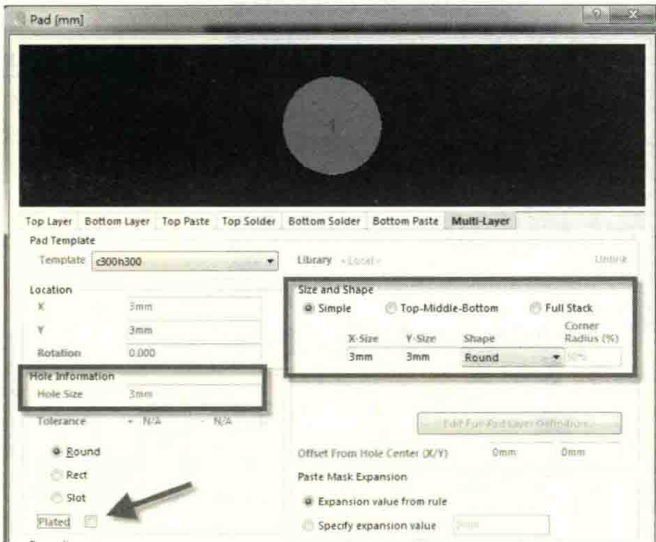 Pad [mm]
1
Top Layer Bottom Layer Top Paste Top Solder Bottom Solder Bottom Paste Multi-Layer
Pad Template
Template c300h300 Library <Local> Unlink
Location
X 3mm
Y 3mm
Rotation 0.000
Size and Shape
Simple Top-Middle-Bottom Full Stack
X-Size Y-Size Shape Corner Radius (%)
3mm 3mm Round 50%
Hole Information
Hole Size 3mm
Tolerance + N/A - N/A
Round
Rect
Slot
Plated
Edit Full Pad Layer Definition...
Offset From Hole Center (X/Y) 0mm 0mm
Paste Mask Expansion
Expansion value from rule
Specify expansion value